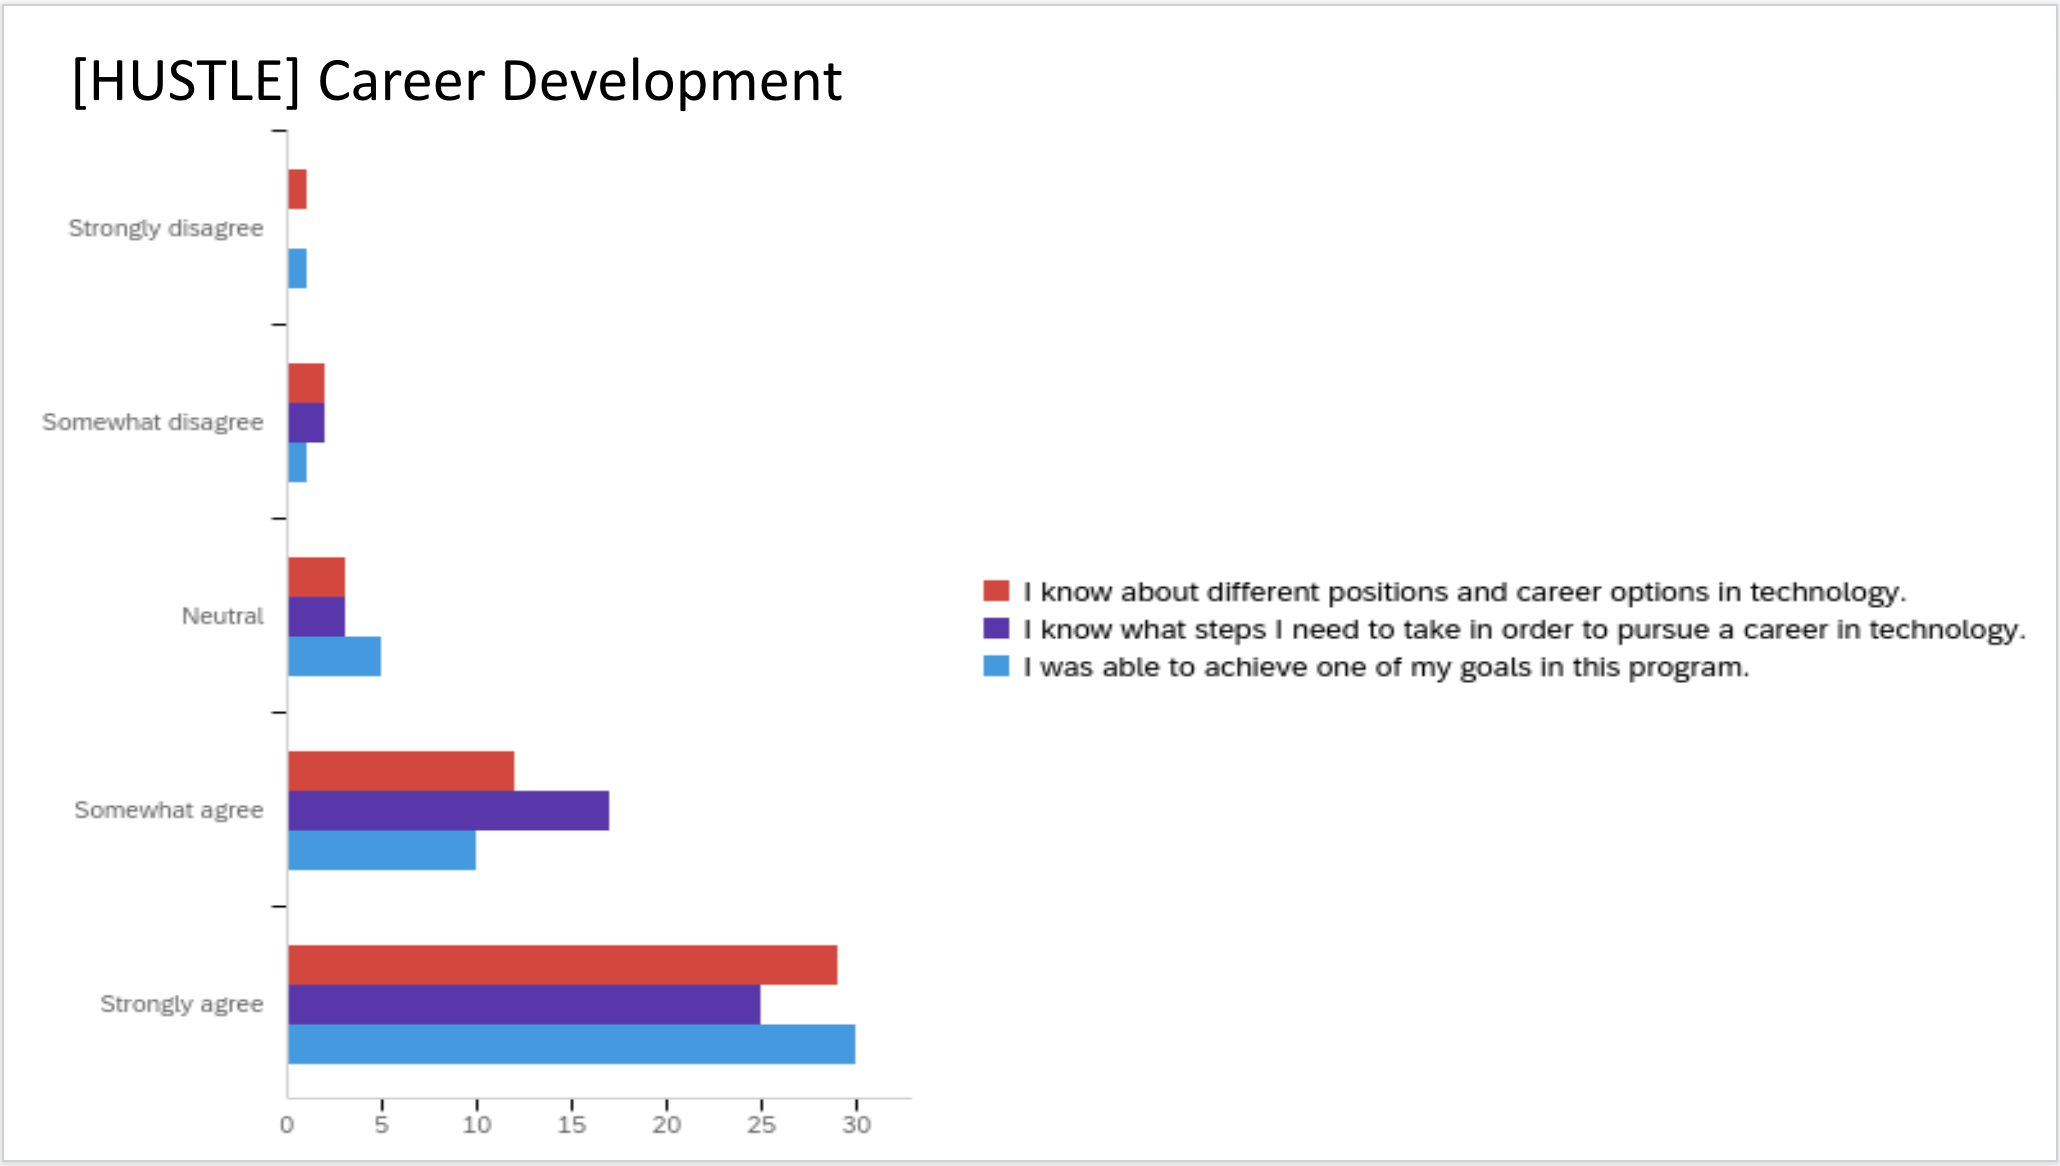 [HUSTLE] Career Development
Strongly disagree
Somewhat disagree
Neutral
Somewhat agree
Strongly agree
0 5 10 15 20 25 30
I know about different positions and career options in technology.
I know what steps I need to take in order to pursue a career in technology.
I was able to achieve one of my goals in this program.